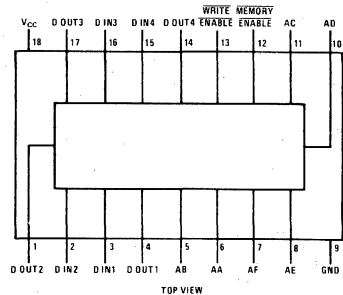 WRITE MEMORY
VCC D OUT3 D IN3 D IN4 D OUT4 ENABLE ENABLE AC AD
18 17 16 15 14 13 12 11 10
1 2 3 4 5 6 7 8 9
D OUT2 D IN2 D IN1 D OUT1 AB AA AF AE GND
TOP VIEW